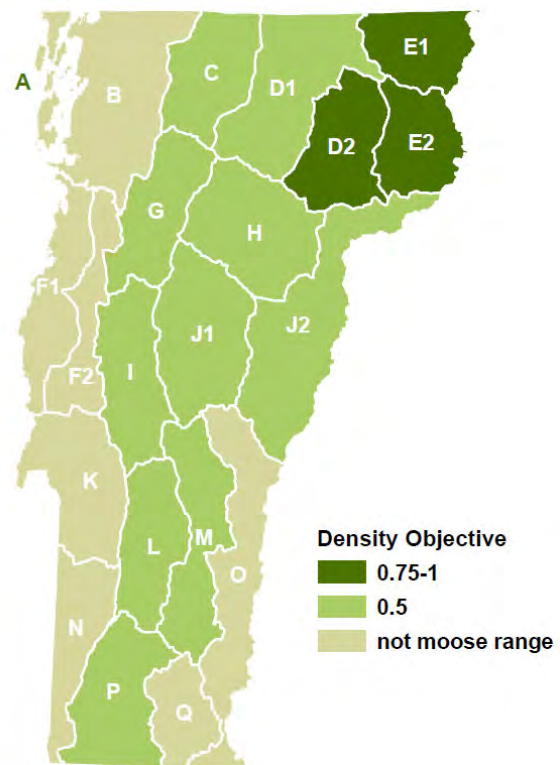 E1
A
B
C
D1
D2
E2
G
H
F1
J2
J1
I
F2
K
L
M
O
N
P
Q
Density Objective
0.75-1
0.5
not moose range